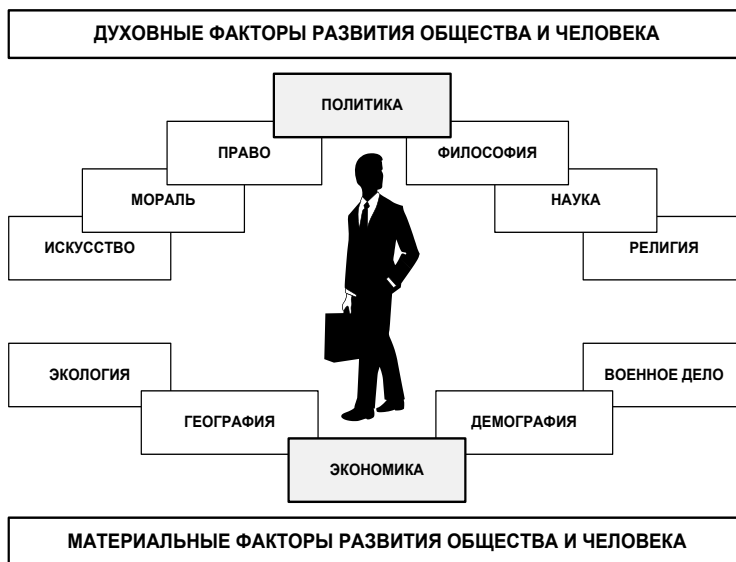 ДУХОВНЫЕ ФАКТОРЫ РАЗВИТИЯ ОБЩЕСТВА И ЧЕЛОВЕКА
ПОЛИТИКА
ПРАВО
ФИЛОСОФИЯ
МОРАЛЬ
НАУКА
ИСКУССТВО
РЕЛИГИЯ
ЭКОЛОГИЯ
ВОЕННОЕ ДЕЛО
ГЕОГРАФИЯ
ДЕМОГРАФИЯ
ЭКОНОМИКА
МАТЕРИАЛЬНЫЕ ФАКТОРЫ РАЗВИТИЯ ОБЩЕСТВА И ЧЕЛОВЕКА